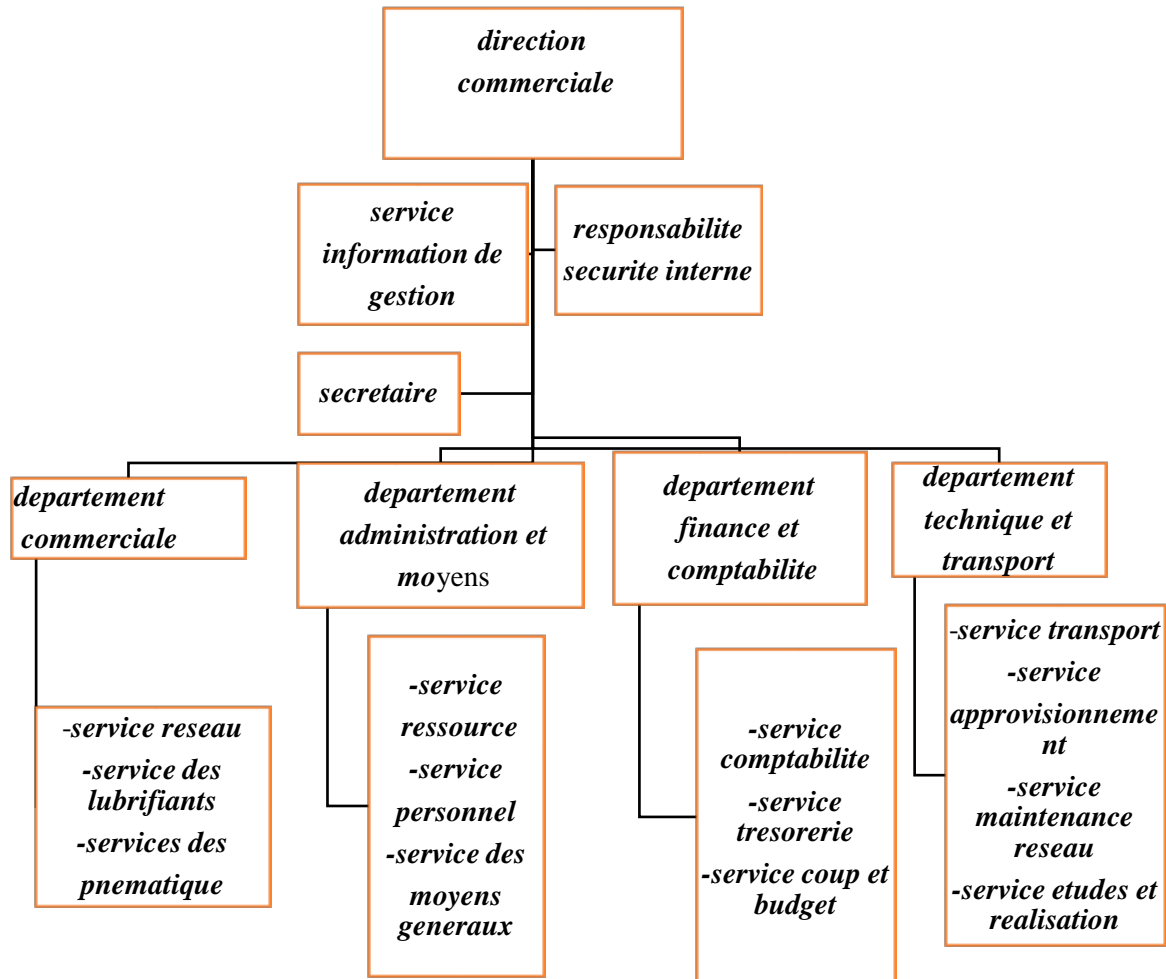 direction
commerciale
service
information de
gestion
responsabilite
securite interne
secretaire
departement
commerciale
departement
administration et
moyens
departement
finance et
comptabilite
departement
technique et
transport
-service reseau
-service des
lubrifiants
-services des
pnematique
-service
ressource
-service
personnel
-service des
moyens
generaux
-service
comptabilite
-service
tresorerie
-service coup et
budget
-service transport
-service
approvisionneme
nt
-service
maintenance
reseau
-service etudes et
realisation